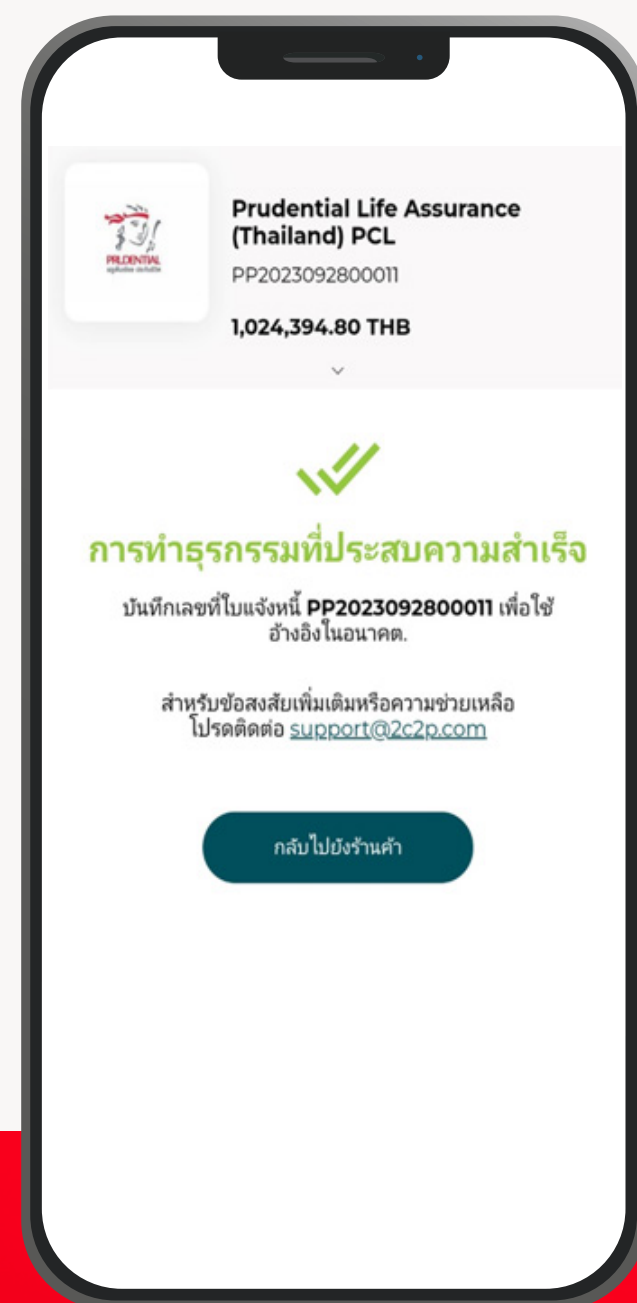 PRUDENTIAL
Prudential Life Assurance
(Thailand) PCL
PP2023092800011
1,024,394.80 THB
การทำธุรกรรมที่ประสบความสำเร็จ
บันทึกเลขที่ใบแจ้งหนี้ PP2023092800011 เพื่อใช้
อ้างอิงในอนาคต.
สำหรับข้อสงสัยเพิ่มเติมหรือความช่วยเหลือ
โปรดติดต่อ support@2c2p.com
กลับไปยังร้านค้า